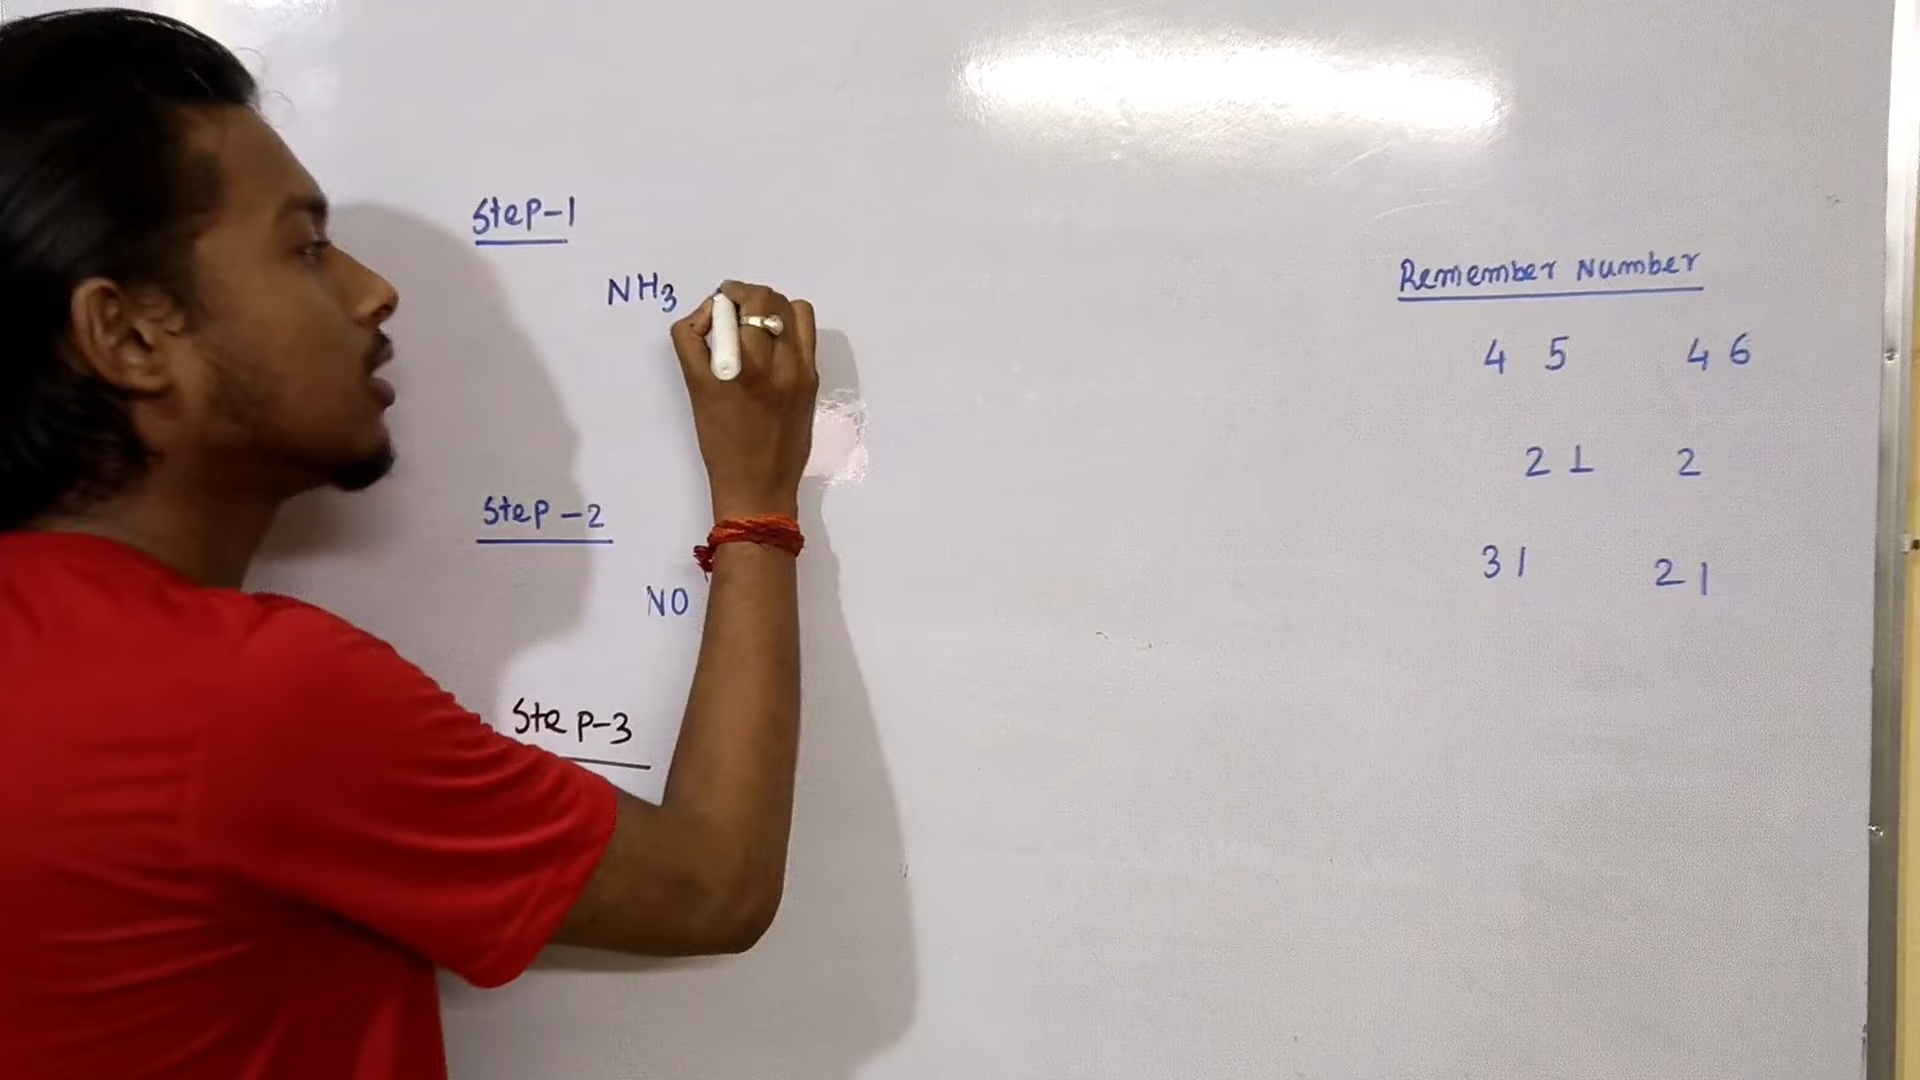 Step-1
NH3
Step-2
NO
Step-3
Remember Number
4 5 4 6
2 1 2
3 1 2 1